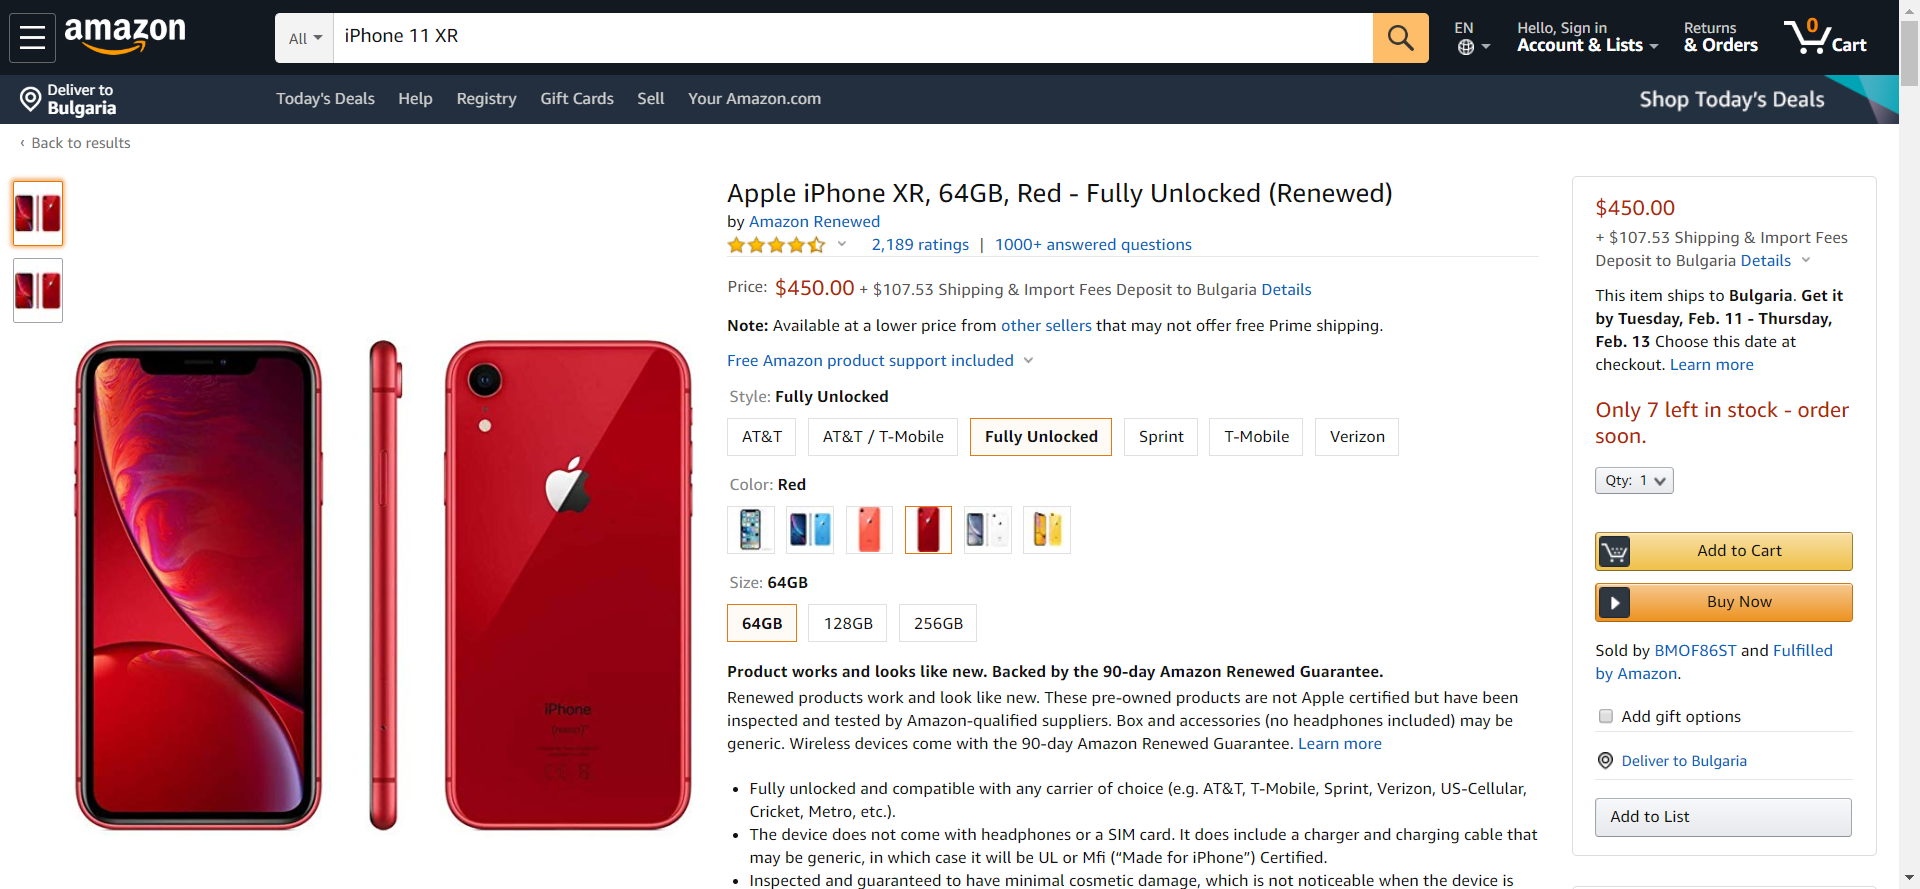 amazon
All
iPhone 11 XR
EN
Hello, Sign in
Account & Lists
Returns
& Orders
0
Cart
Deliver to
Bulgaria
Today's Deals
Help
Registry
Gift Cards
Sell
Your Amazon.com
Shop Today's Deals
‹ Back to results
Apple iPhone XR, 64GB, Red - Fully Unlocked (Renewed)
by Amazon Renewed
2,189 ratings | 1000+ answered questions
Price: $450.00 + $107.53 Shipping & Import Fees Deposit to Bulgaria Details
Note: Available at a lower price from other sellers that may not offer free Prime shipping.
Free Amazon product support included
Style: Fully Unlocked
AT&T
AT&T / T-Mobile
Fully Unlocked
Sprint
T-Mobile
Verizon
Color: Red
Size: 64GB
64GB
128GB
256GB
Product works and looks like new. Backed by the 90-day Amazon Renewed Guarantee.
Renewed products work and look like new. These pre-owned products are not Apple certified but have been
inspected and tested by Amazon-qualified suppliers. Box and accessories (no headphones included) may be
generic. Wireless devices come with the 90-day Amazon Renewed Guarantee. Learn more
• Fully unlocked and compatible with any carrier of choice (e.g. AT&T, T-Mobile, Sprint, Verizon, US-Cellular,
Cricket, Metro, etc.).
• The device does not come with headphones or a SIM card. It does include a charger and charging cable that
may be generic, in which case it will be UL or Mfi (“Made for iPhone”) Certified.
• Inspected and guaranteed to have minimal cosmetic damage, which is not noticeable when the device is
iPhone
$450.00
+ $107.53 Shipping & Import Fees
Deposit to Bulgaria Details
This item ships to Bulgaria. Get it
by Tuesday, Feb. 11 - Thursday,
Feb. 13 Choose this date at
checkout. Learn more
Only 7 left in stock - order
soon.
Qty: 1
Add to Cart
Buy Now
Sold by BMOF86ST and Fulfilled
by Amazon.
Add gift options
Deliver to Bulgaria
Add to List